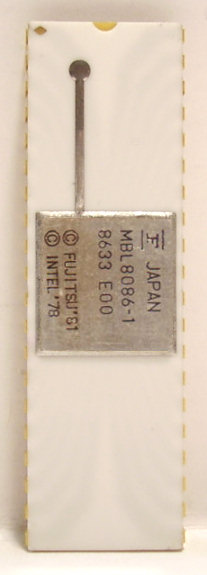 JAPAN
MBL8086-1
8633 E00
© FUJITSU'81
© INTEL'78